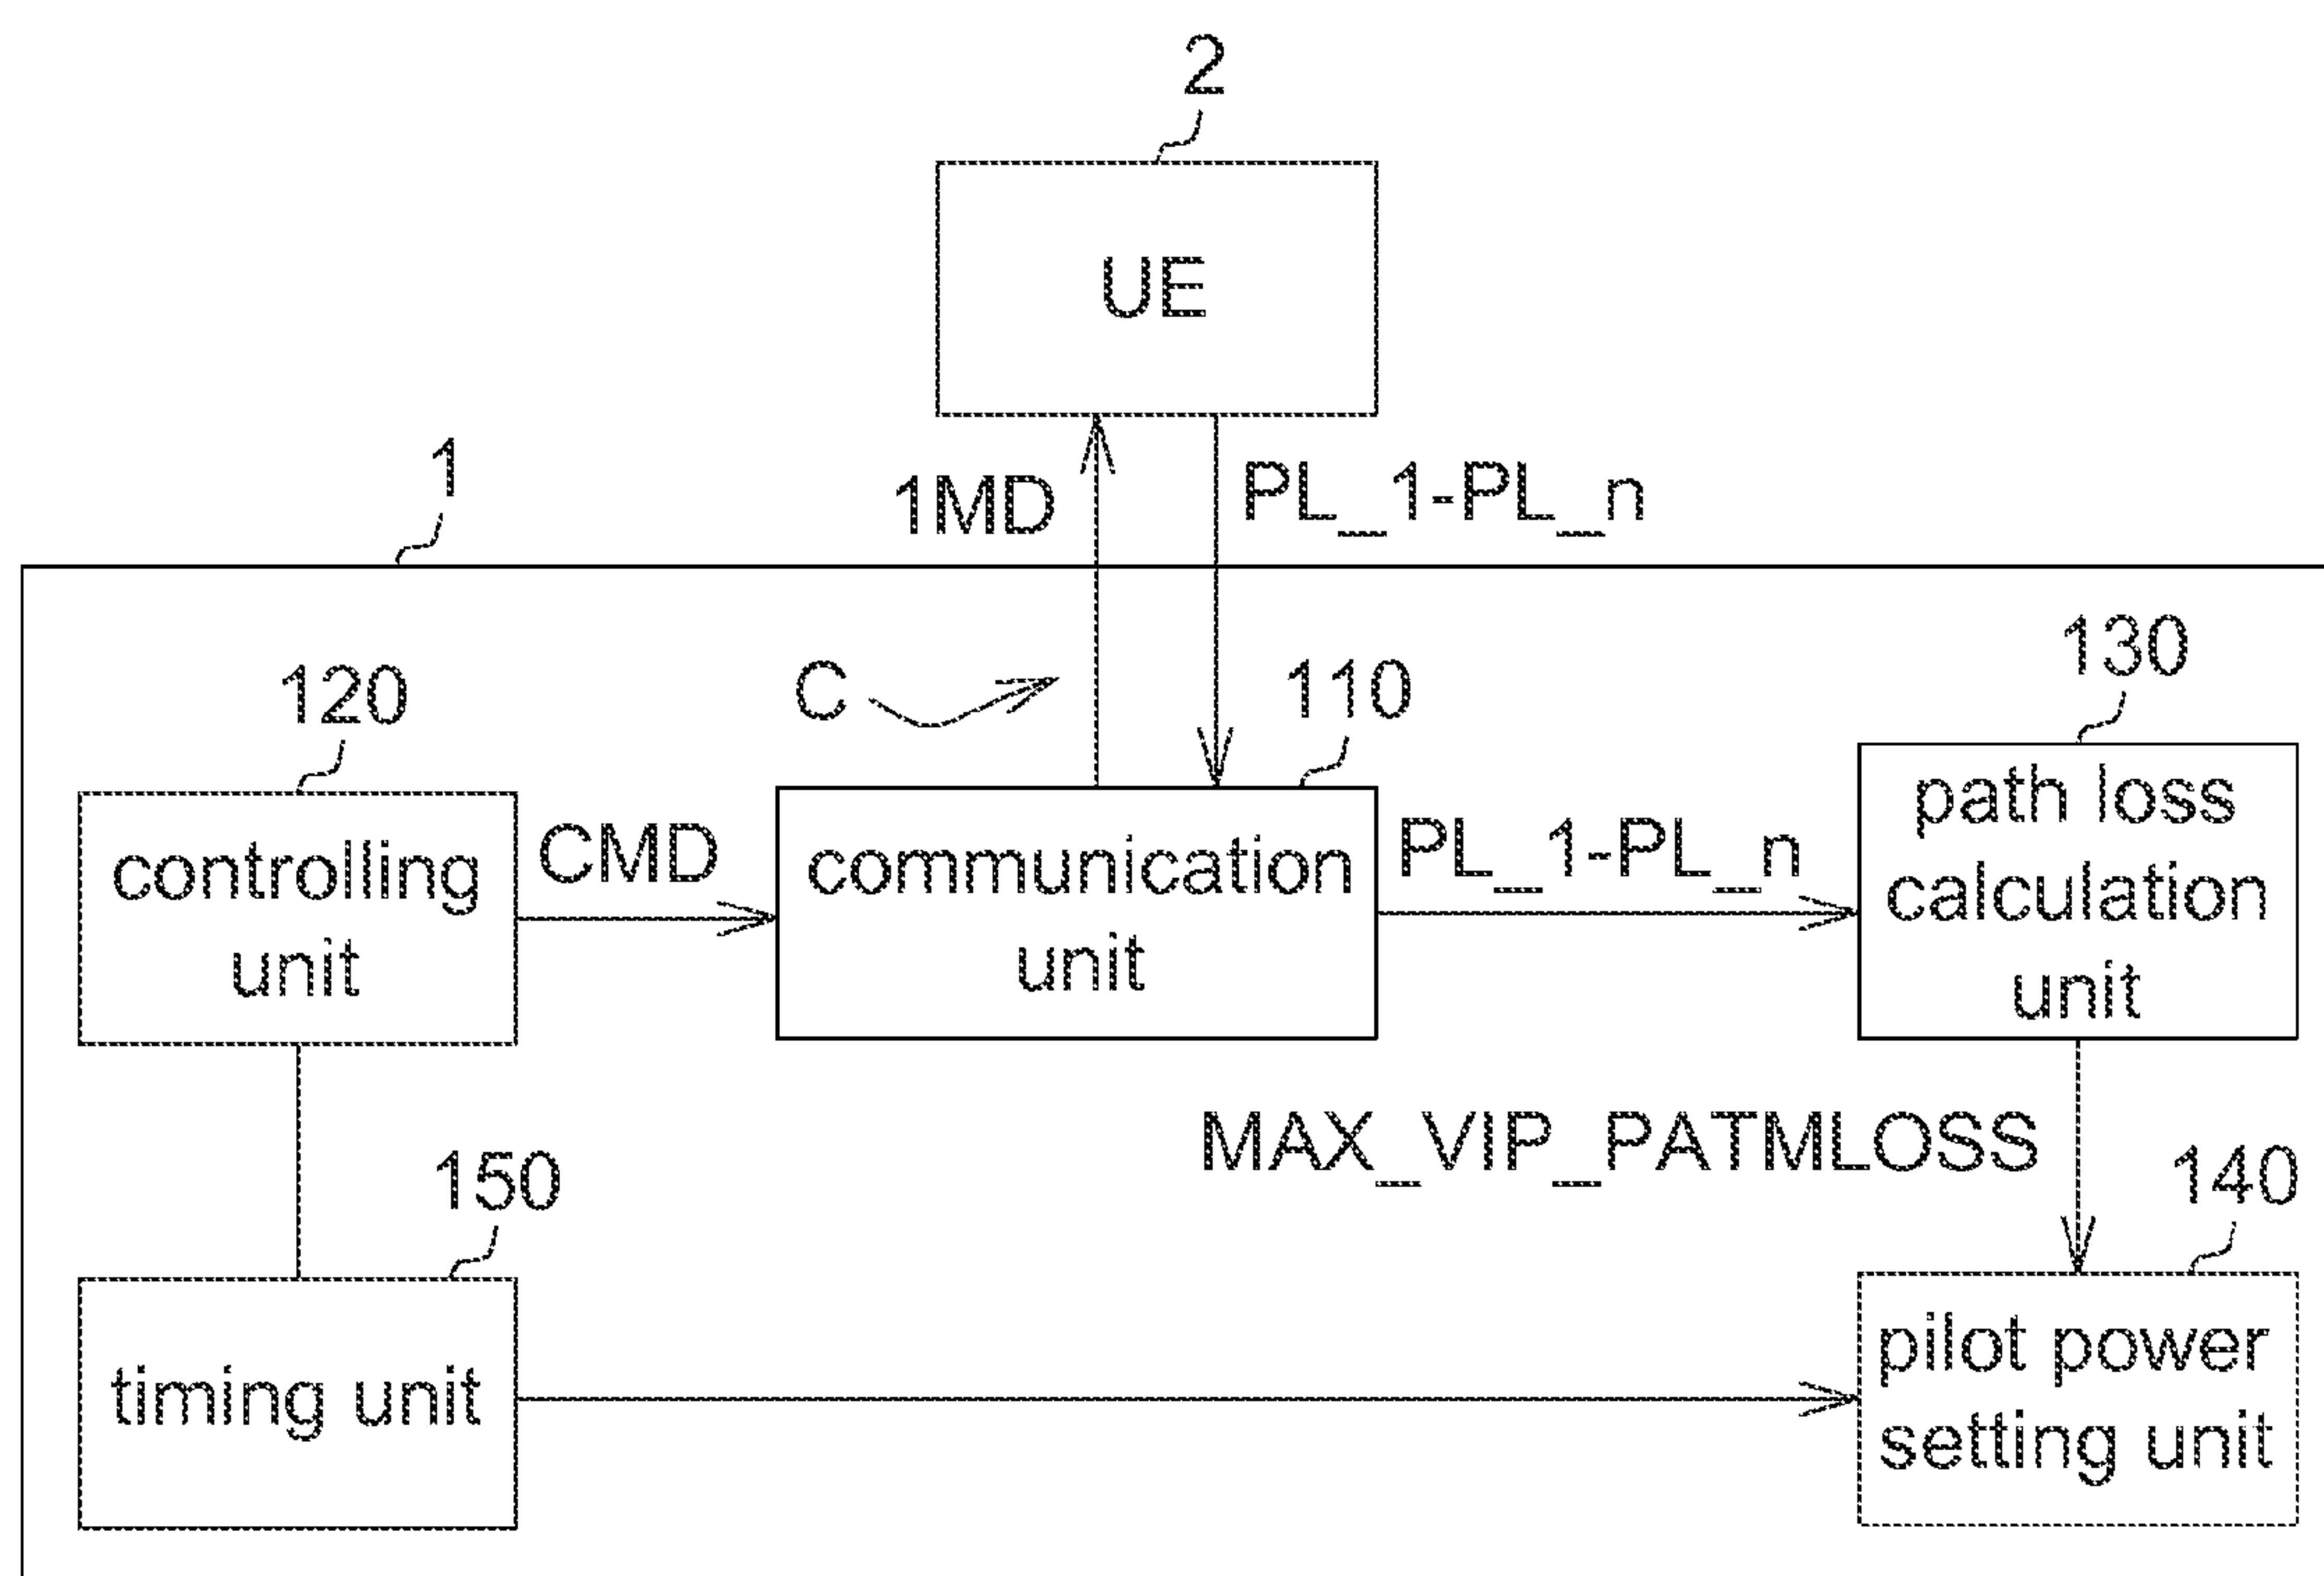 2
UE
1
1MD
PL_1-PL_n
C
120
110
130
controlling
unit
CMD
communication
unit
PL_1-PL_n
path loss
calculation
unit
MAX_VIP_PATMLOSS
150
140
timing unit
pilot power
setting unit